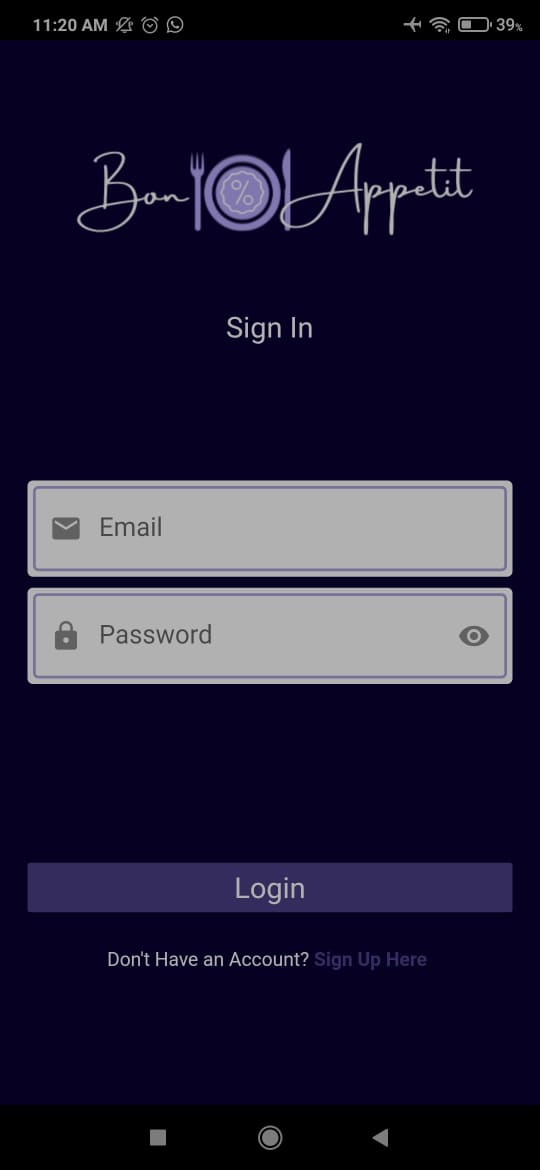 11:20 AM 39%
Bon % Appetit
Sign In
Email
Password
Login
Don't Have an Account? Sign Up Here